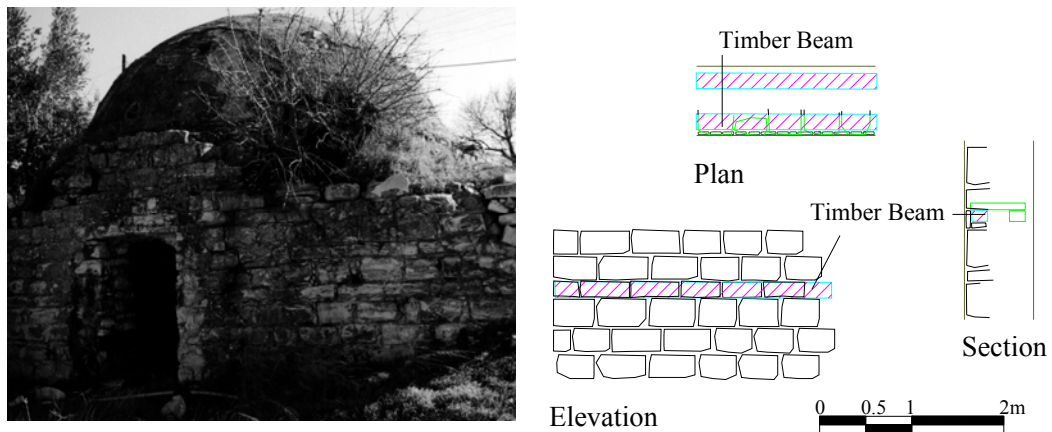 Timber Beam
Plan
Timber Beam
Section
Elevation
0 0.5 1 2m